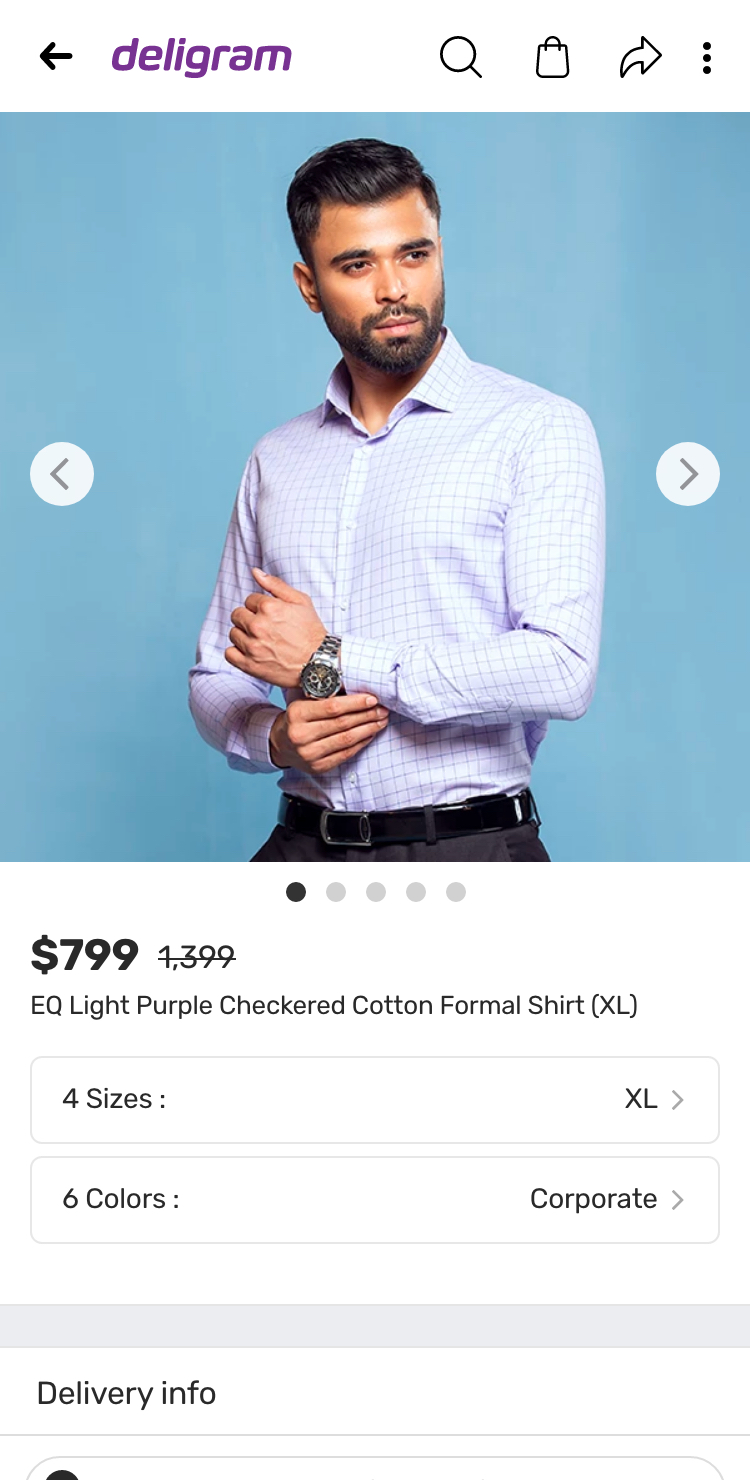 deligram
$799 1,399
EQ Light Purple Checkered Cotton Formal Shirt (XL)
4 Sizes : XL
6 Colors : Corporate
Delivery info